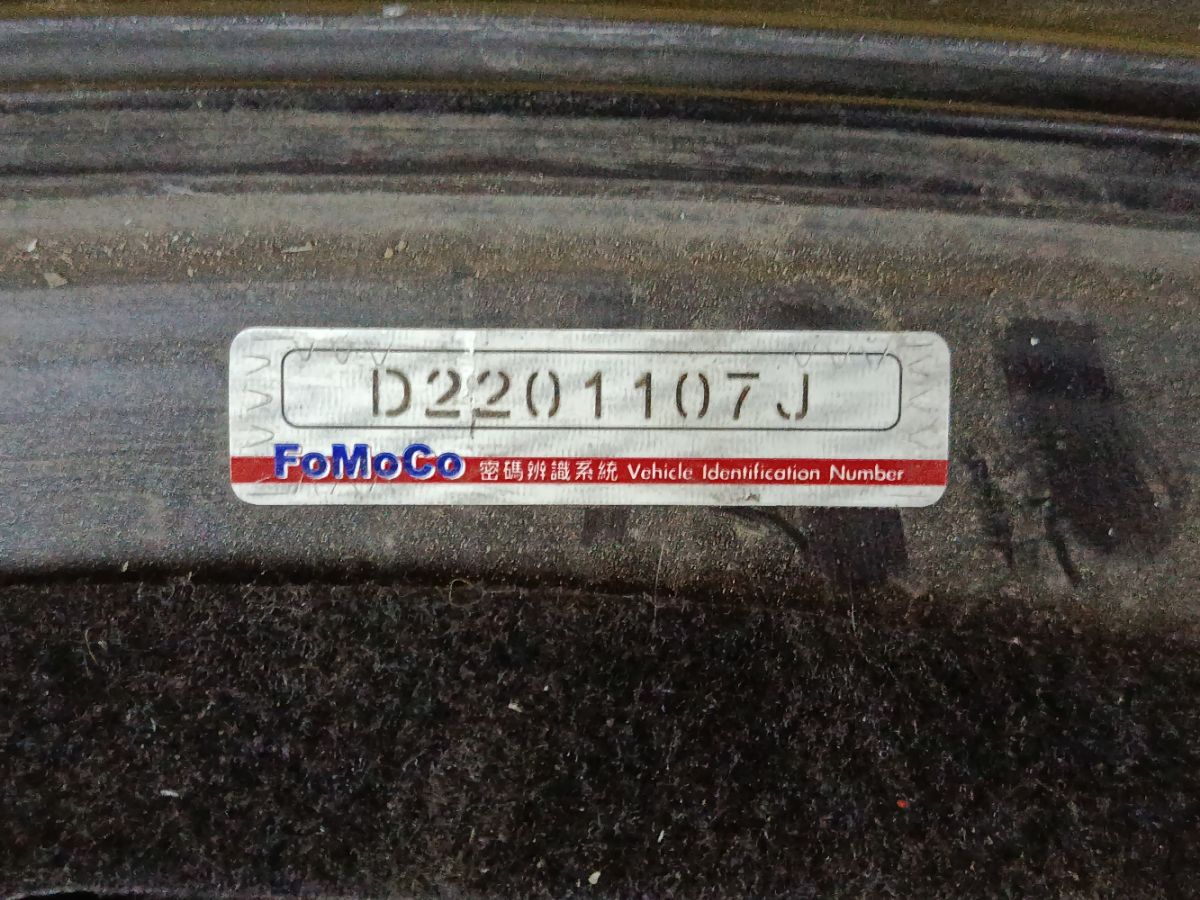 D2201107J
FoMoCo 密碼辨識系統 Vehicle Identification Number